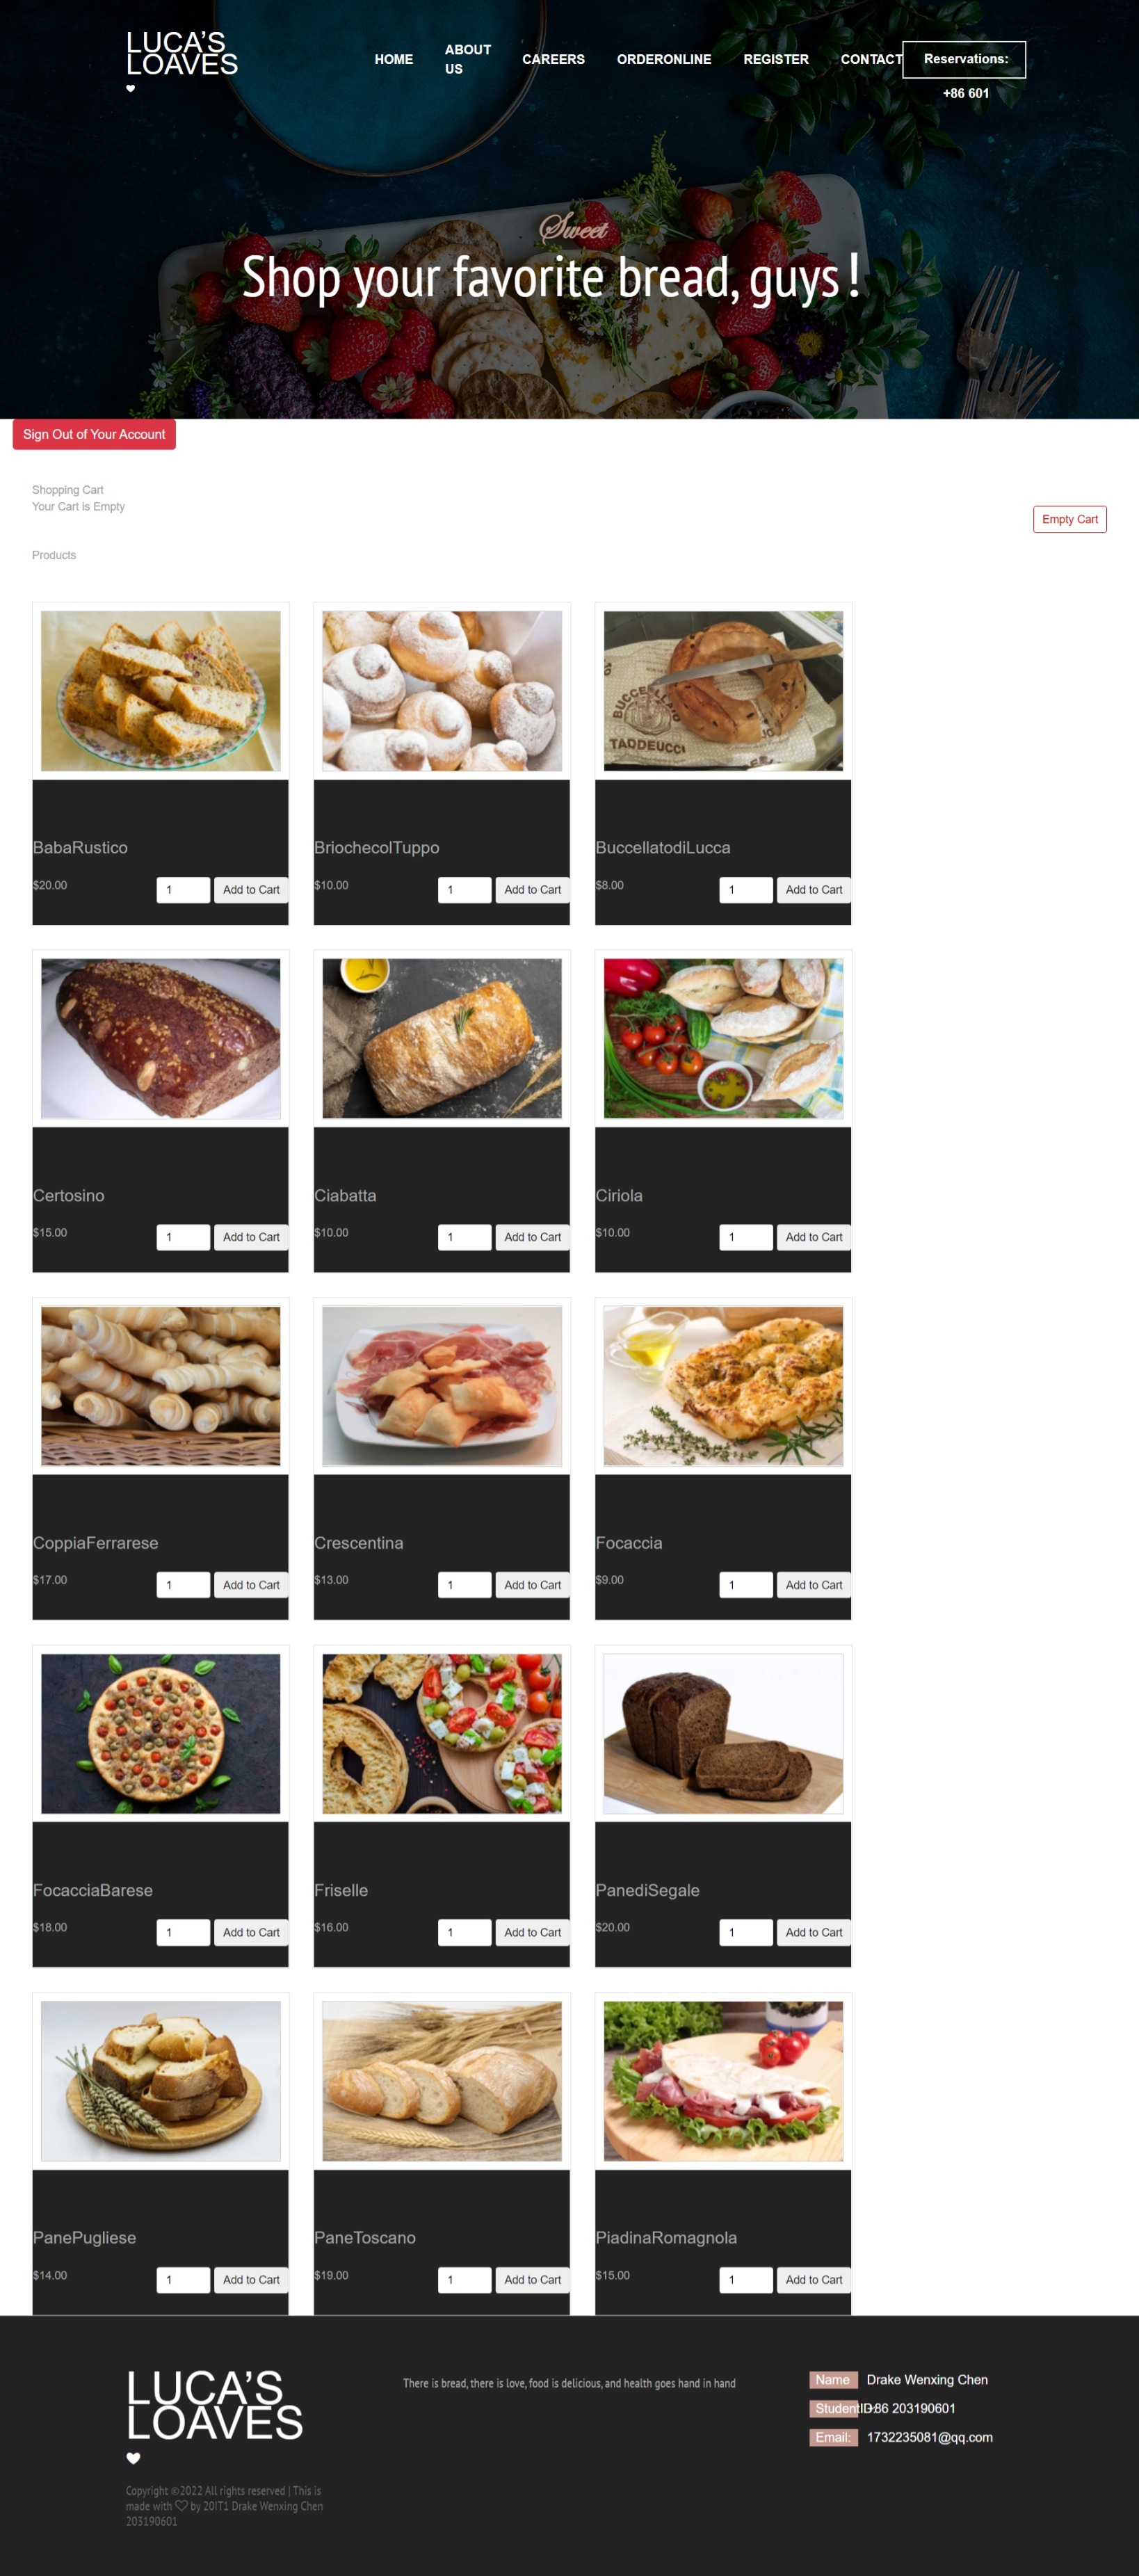 LUCA'S
LOAVES
HOME
ABOUT
US
CAREERS
ORDERONLINE
REGISTER
CONTACT
Reservations:
+86 601
Sweet
Shop your favorite bread, guys!
Sign Out of Your Account
Shopping Cart
Your Cart is Empty
Empty Cart
Products
BUCCELLATO
TADDEUCCI
BabaRustico
$20.00 1 Add to Cart
BriochecolTuppo
$10.00 1 Add to Cart
BuccellatodiLucca
$8.00 1 Add to Cart
Certosino
$15.00 1 Add to Cart
Ciabatta
$10.00 1 Add to Cart
Ciriola
$10.00 1 Add to Cart
CoppiaFerrarese
$17.00 1 Add to Cart
Crescentina
$13.00 1 Add to Cart
Focaccia
$9.00 1 Add to Cart
FocacciaBarese
$18.00 1 Add to Cart
Friselle
$16.00 1 Add to Cart
PanediSegale
$20.00 1 Add to Cart
PanePugliese
$14.00 1 Add to Cart
PaneToscano
$19.00 1 Add to Cart
PiadinaRomagnola
$15.00 1 Add to Cart
LUCA'S
LOAVES
Copyright ©2022 All rights reserved | This is
made with ♡ by 20IT1 Drake Wenxing Chen
203190601
There is bread, there is love, food is delicious, and health goes hand in hand
Name Drake Wenxing Chen
StudentID: +86 203190601
Email: 1732235081@qq.com